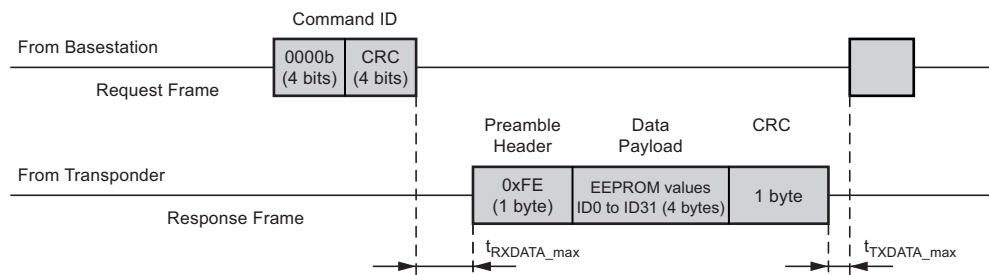 Command ID
From Basestation
0000b
(4 bits)
CRC
(4 bits)
Request Frame
Preamble
Header
Data
Payload
CRC
From Transponder
0xFE
(1 byte)
EEPROM values
ID0 to ID31 (4 bytes)
1 byte
Response Frame
tRXDATA_max
tTXDATA_max